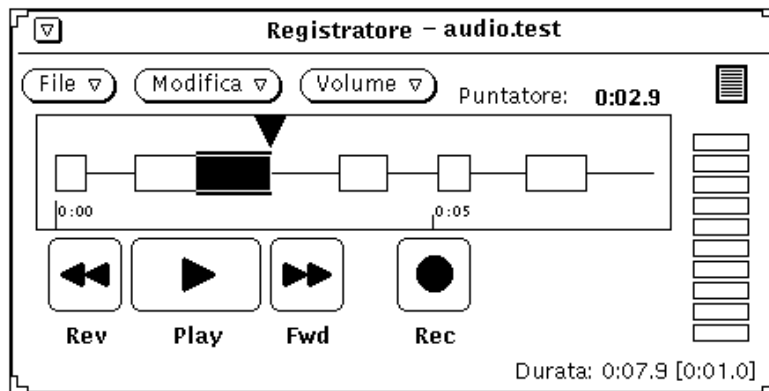 Registratore – audio.test
File Modifica Volume Puntatore: 0:02.9
0:00 0:05
Rev Play Fwd Rec
Durata: 0:07.9 [0:01.0]